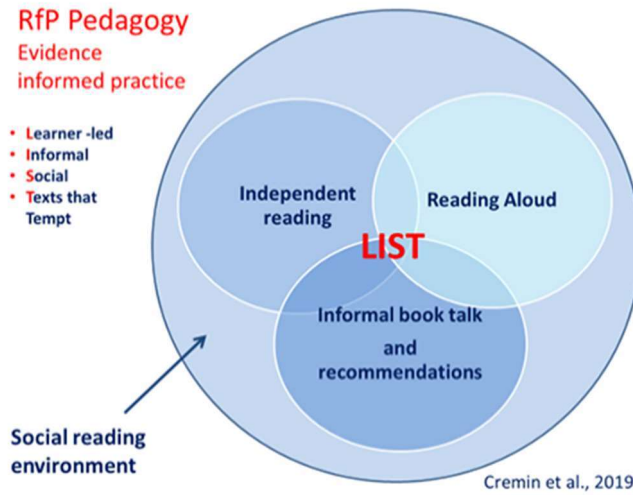 RfP Pedagogy
Evidence
informed practice
• Learner -led
• Informal
• Social
• Texts that
Tempt
Independent
reading
Reading Aloud
LIST
Informal book talk
and
recommendations
Social reading
environment
Cremin et al., 2019